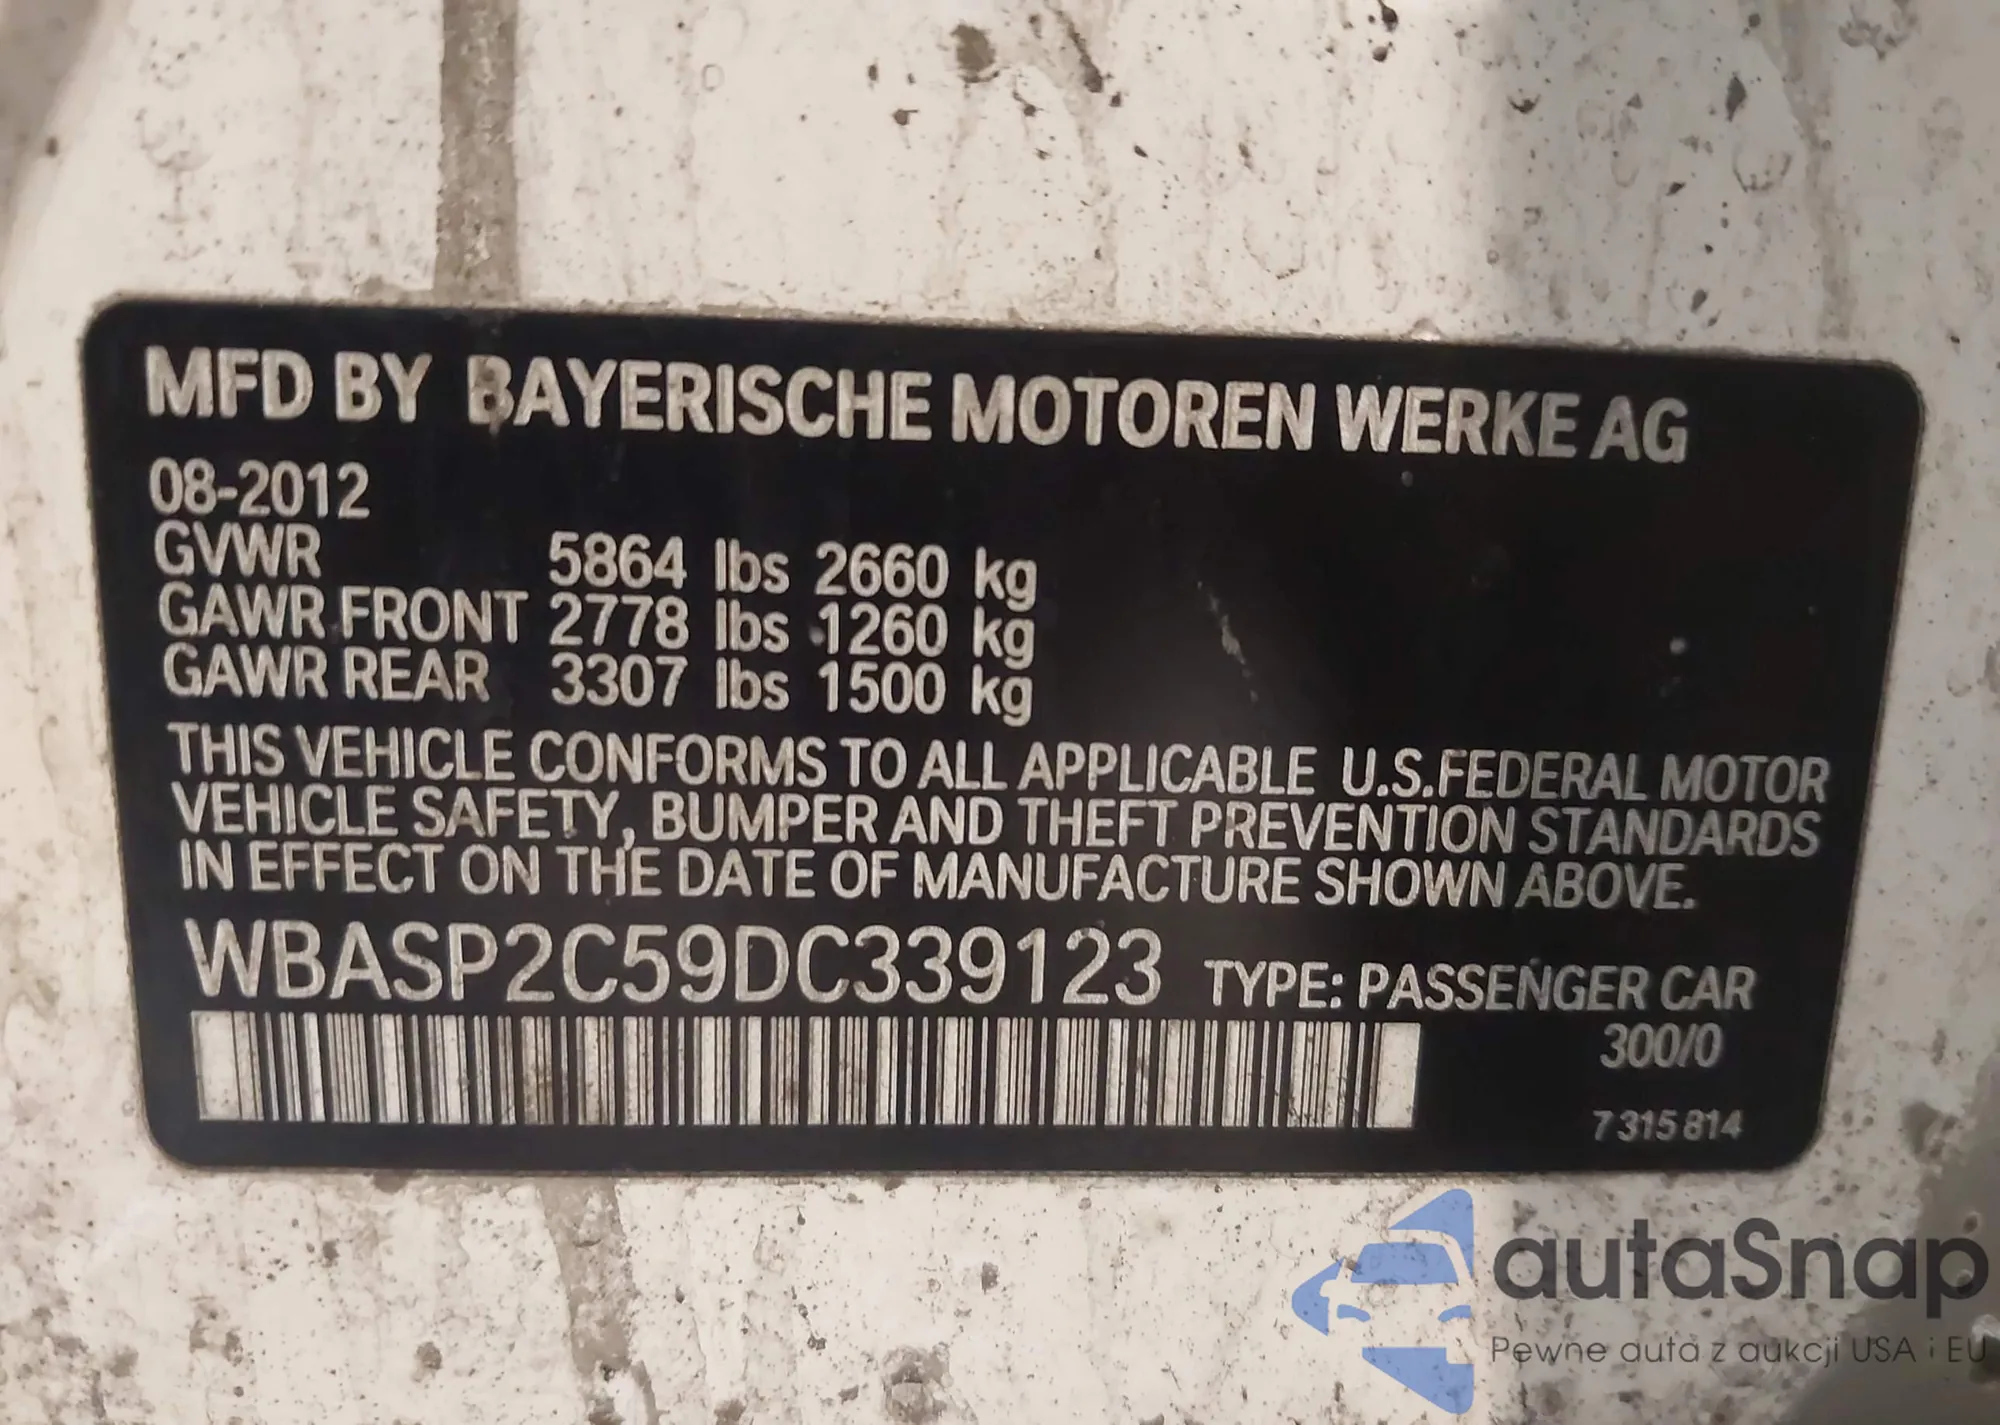 MFD BY BAYERISCHE MOTOREN WERKE AG
08-2012
GVWR 5864 lbs 2660 kg
GAWR FRONT 2778 lbs 1260 kg
GAWR REAR 3307 lbs 1500 kg
THIS VEHICLE CONFORMS TO ALL APPLICABLE U.S.FEDERAL MOTOR
VEHICLE SAFETY, BUMPER AND THEFT PREVENTION STANDARDS
IN EFFECT ON THE DATE OF MANUFACTURE SHOWN ABOVE.
WBASP2C59DC339123 TYPE: PASSENGER CAR
300/0
7 315 814
autaSnap
Pewne auta z aukcji USA i EU